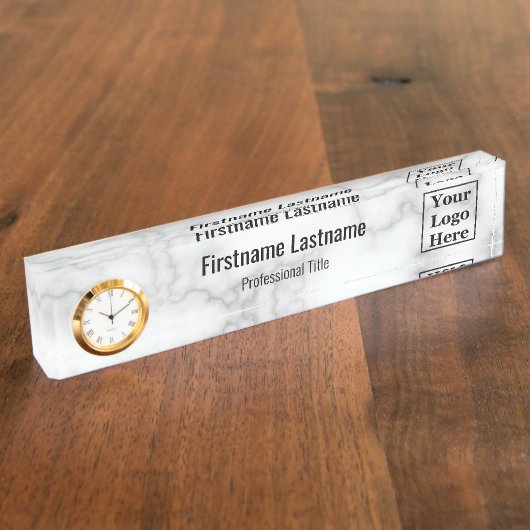 Firstname Lastname
Professional Title
Your
Logo
Here